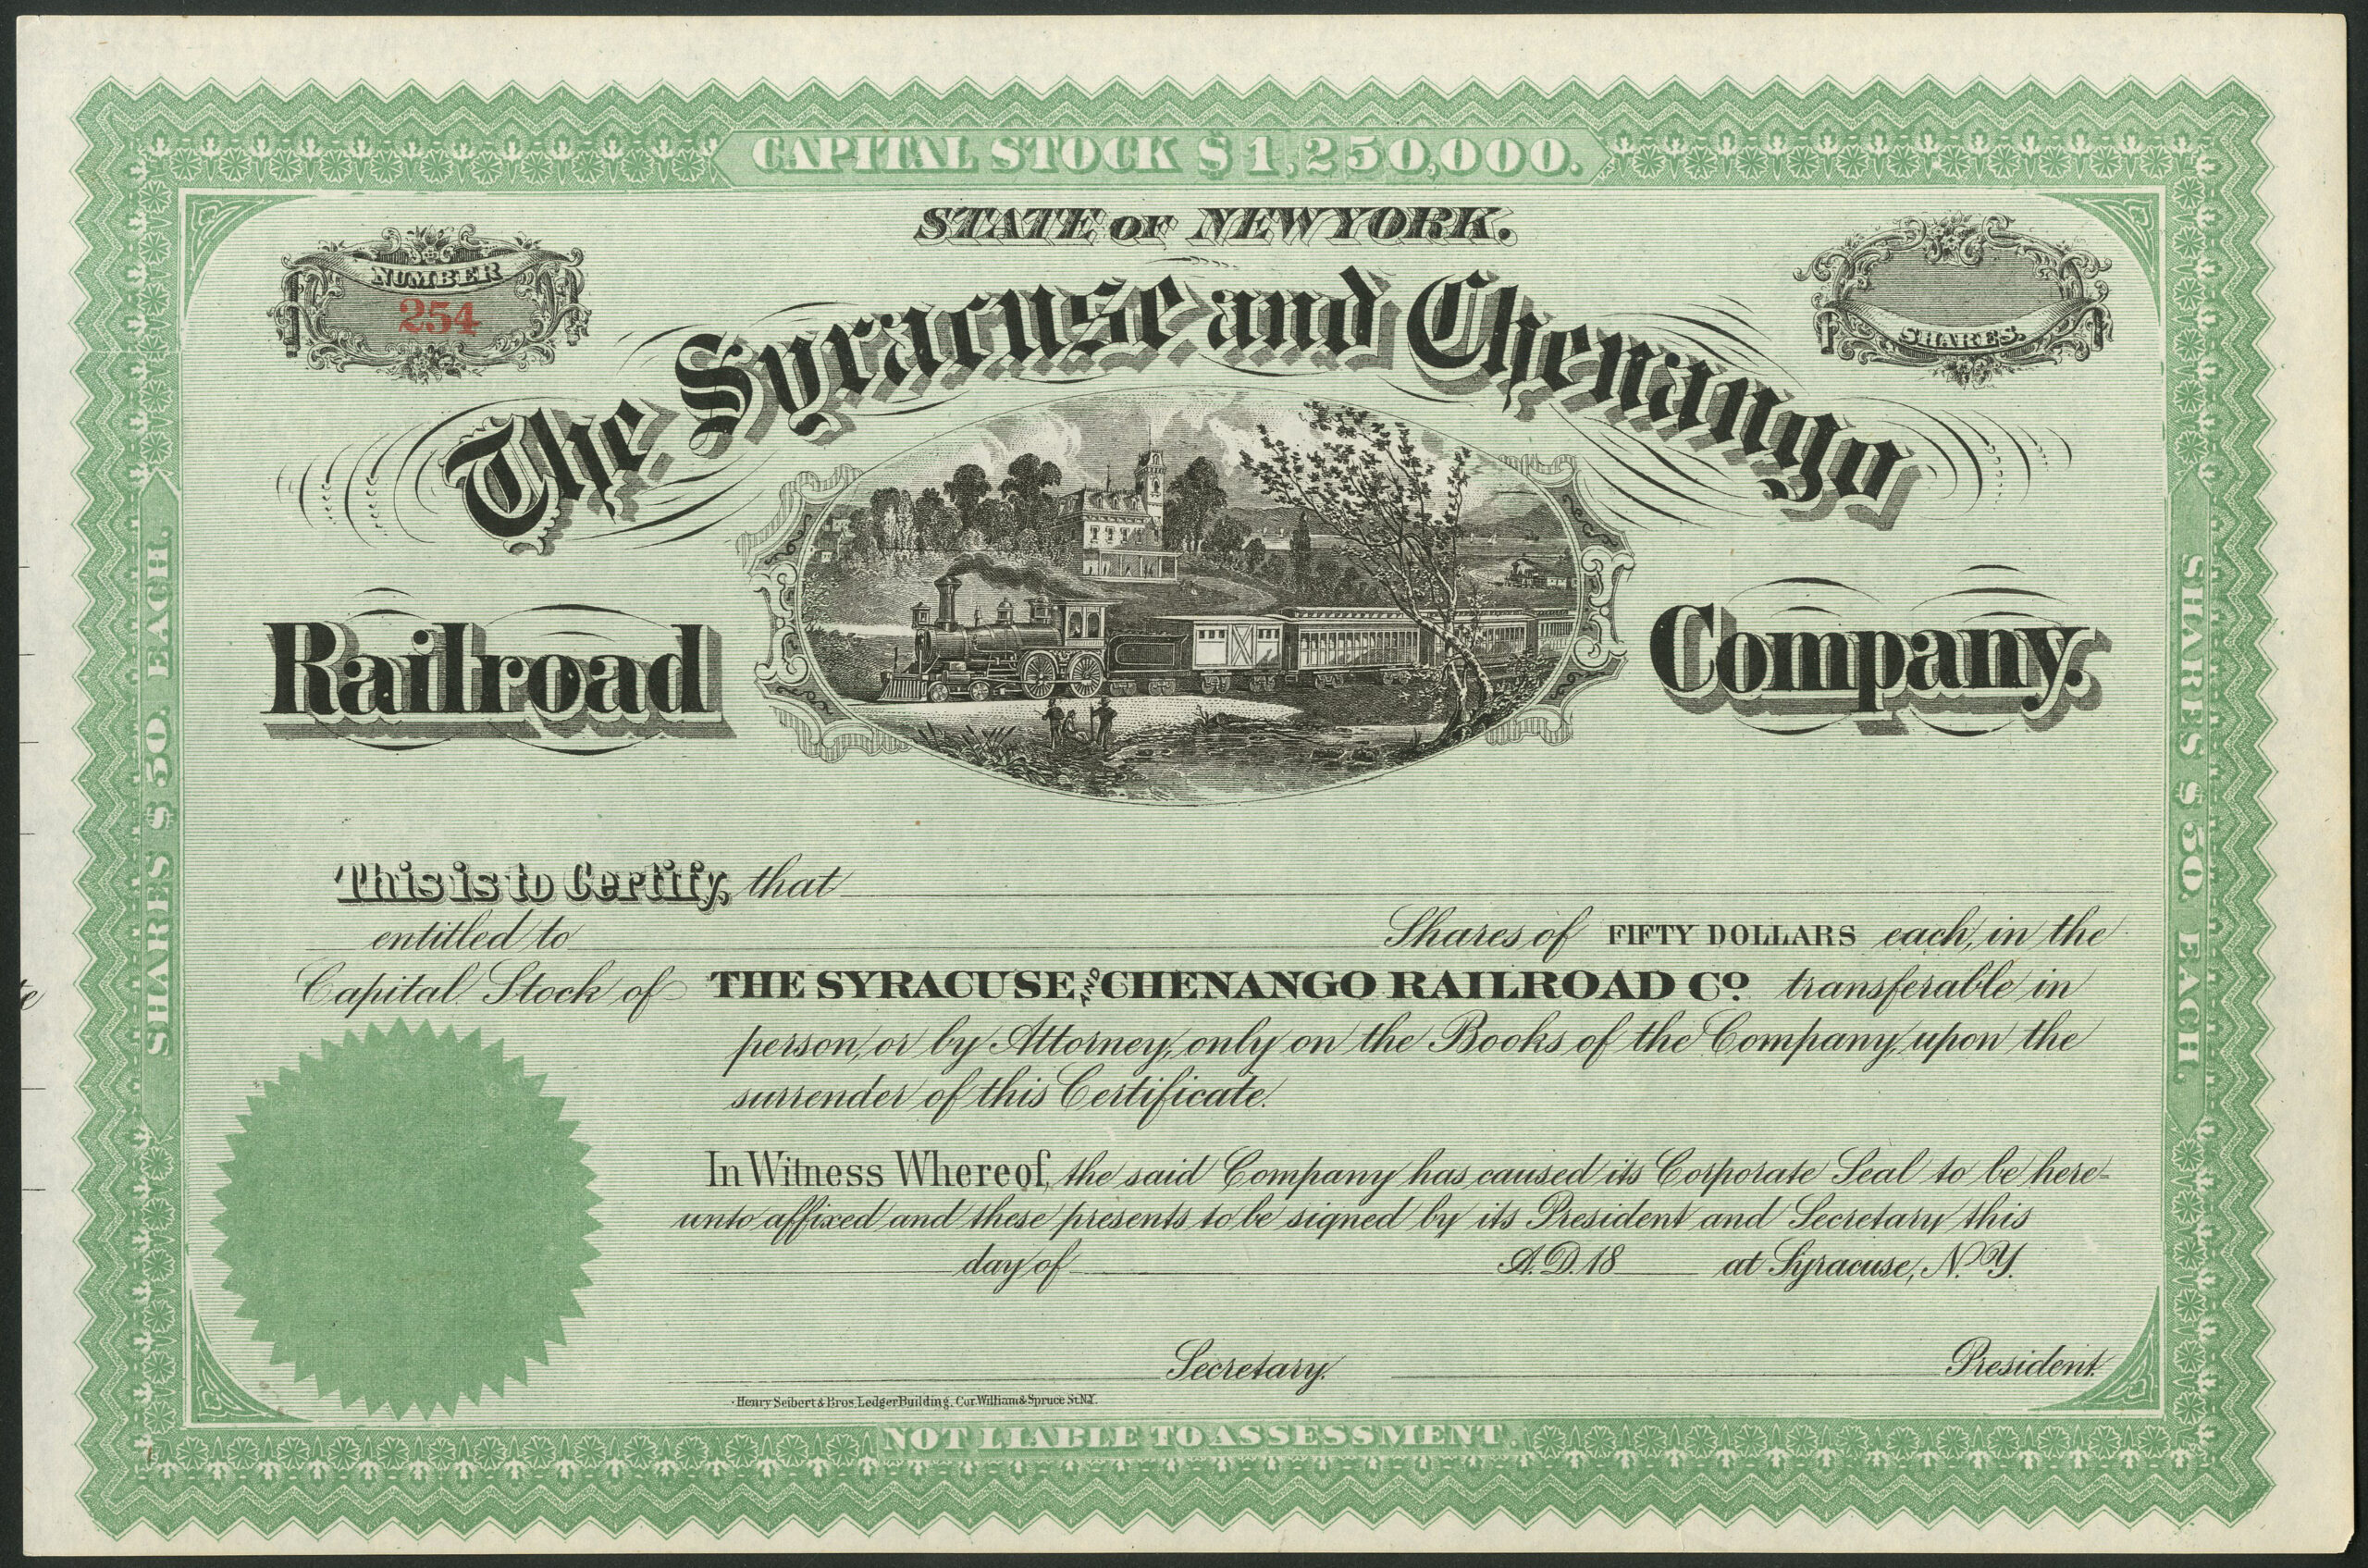 CAPITAL STOCK $1,250,000.
STATE OF NEW YORK.
NUMBER
254
SHARES.
The Syracuse and Chenango
Railroad Company.
SHARES $50. EACH.
SHARES $50. EACH.
This is to Certify, that
entitled to Shares of FIFTY DOLLARS each, in the
Capital Stock of THE SYRACUSE AND CHENANGO RAILROAD Co. transferable in
person, or by Attorney, only on the Books of the Company, upon the
surrender of this Certificate.
In Witness Whereof, the said Company has caused its Corporate Seal to be here-
unto affixed and these presents to be signed by its President and Secretary this
day of A.D. 18 at Syracuse, N.Y.
Secretary. President.
Henry Seibert & Bros. Ledger Building. Cor. William & Spruce St. N.Y.
NOT LIABLE TO ASSESSMENT.